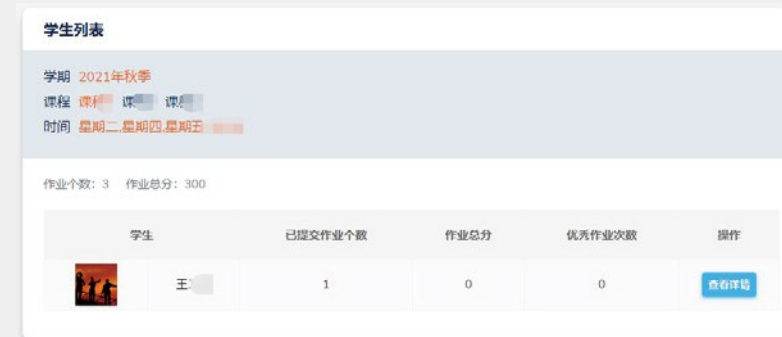 学生列表
学期 2021年秋季
课程 课 课 课
时间 星期二,星期四,星期五
作业个数: 3 作业总分: 300
学生 已提交作业个数 作业总分 优秀作业次数 操作
王 1 0 0 查看详情